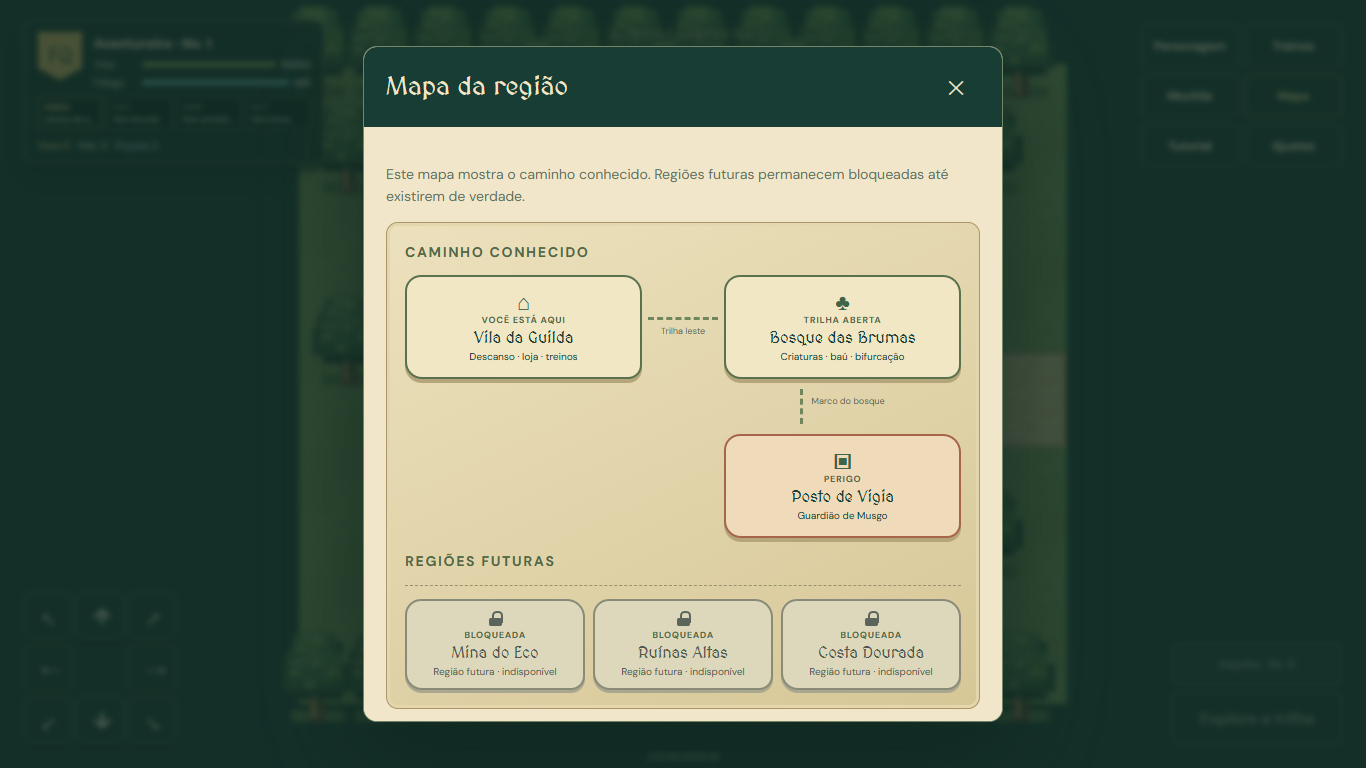 Mapa da região
Este mapa mostra o caminho conhecido. Regiões futuras permanecem bloqueadas até
existirem de verdade.
CAMINHO CONHECIDO
VOCÊ ESTÁ AQUI
Vila da Guilda
Descanso · loja · treinos
Trilha leste
TRILHA ABERTA
Bosque das Brumas
Criaturas · baú · bifurcação
Marco do bosque
PERIGO
Posto de Vigia
Guardião de Musgo
REGIÕES FUTURAS
BLOQUEADA
Mina do Eco
Região futura · indisponível
BLOQUEADA
Ruínas Altas
Região futura · indisponível
BLOQUEADA
Costa Dourada
Região futura · indisponível
Personagem
Treinos
Mochila
Mapa
Tutorial
Ajustes